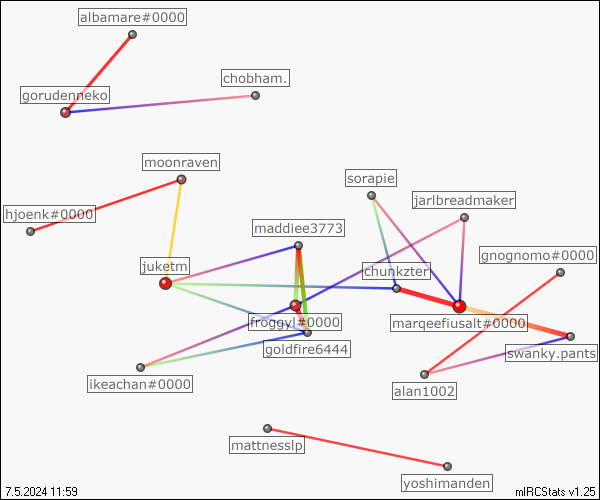 albamare#0000
chobham.
gorudenneko
moonraven
sorapie
jarlbreadmaker
hjoenk#0000
maddiee3773
gnognomo#0000
juketm
chunkzter
froggyl#0000
marqeefiusalt#0000
goldfire6444
swanky.pants
ikeachan#0000
alan1002
mattnesslp
yoshimanden
7.5.2024 11:59
mIRCStats v1.25